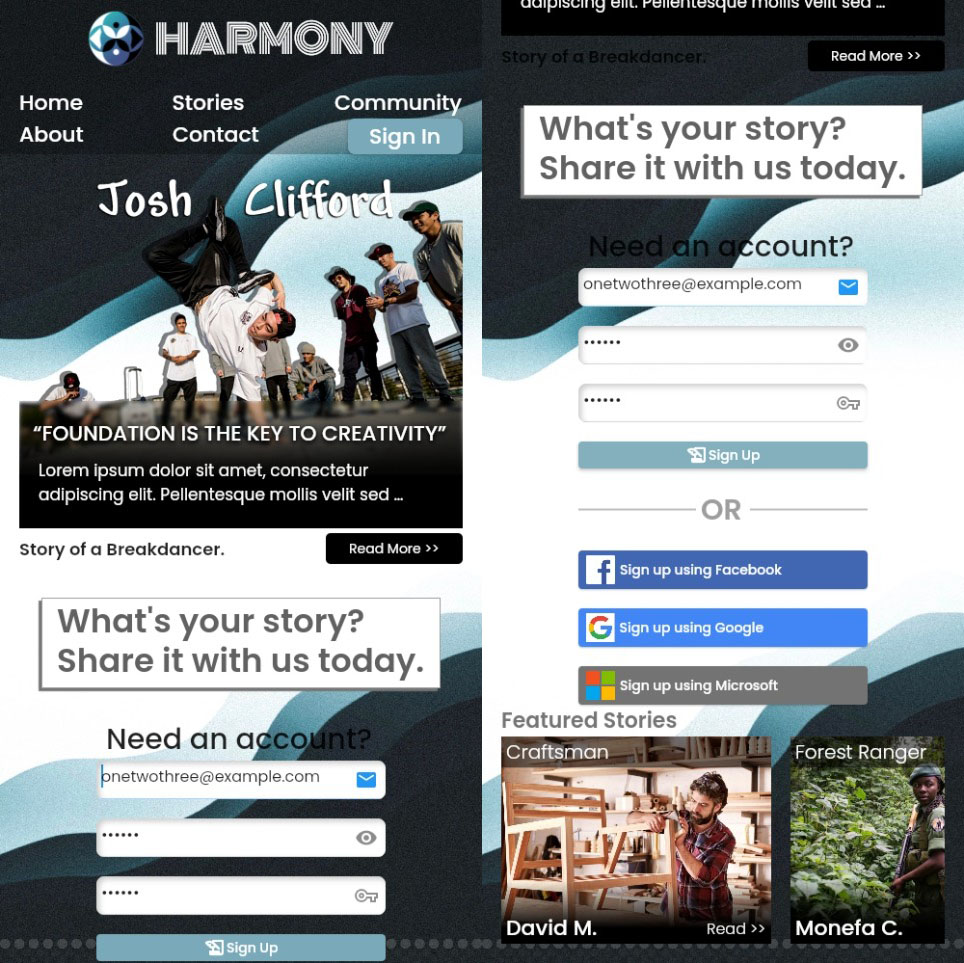 HARMONY
Home Stories Community
About Contact Sign In
Josh Clifford
“FOUNDATION IS THE KEY TO CREATIVITY”
Lorem ipsum dolor sit amet, consectetur
adipiscing elit. Pellentesque mollis velit sed ...
Story of a Breakdancer. Read More >>
What's your story?
Share it with us today.
Need an account?
onetwothree@example.com
••••••
••••••
Sign Up
adipiscing elit. Pellentesque mollis velit sed ...
Story of a Breakdancer. Read More >>
What's your story?
Share it with us today.
Need an account?
onetwothree@example.com
••••••
••••••
Sign Up
OR
Sign up using Facebook
Sign up using Google
Sign up using Microsoft
Featured Stories
Craftsman
David M. Read >>
Forest Ranger
Monefa C.